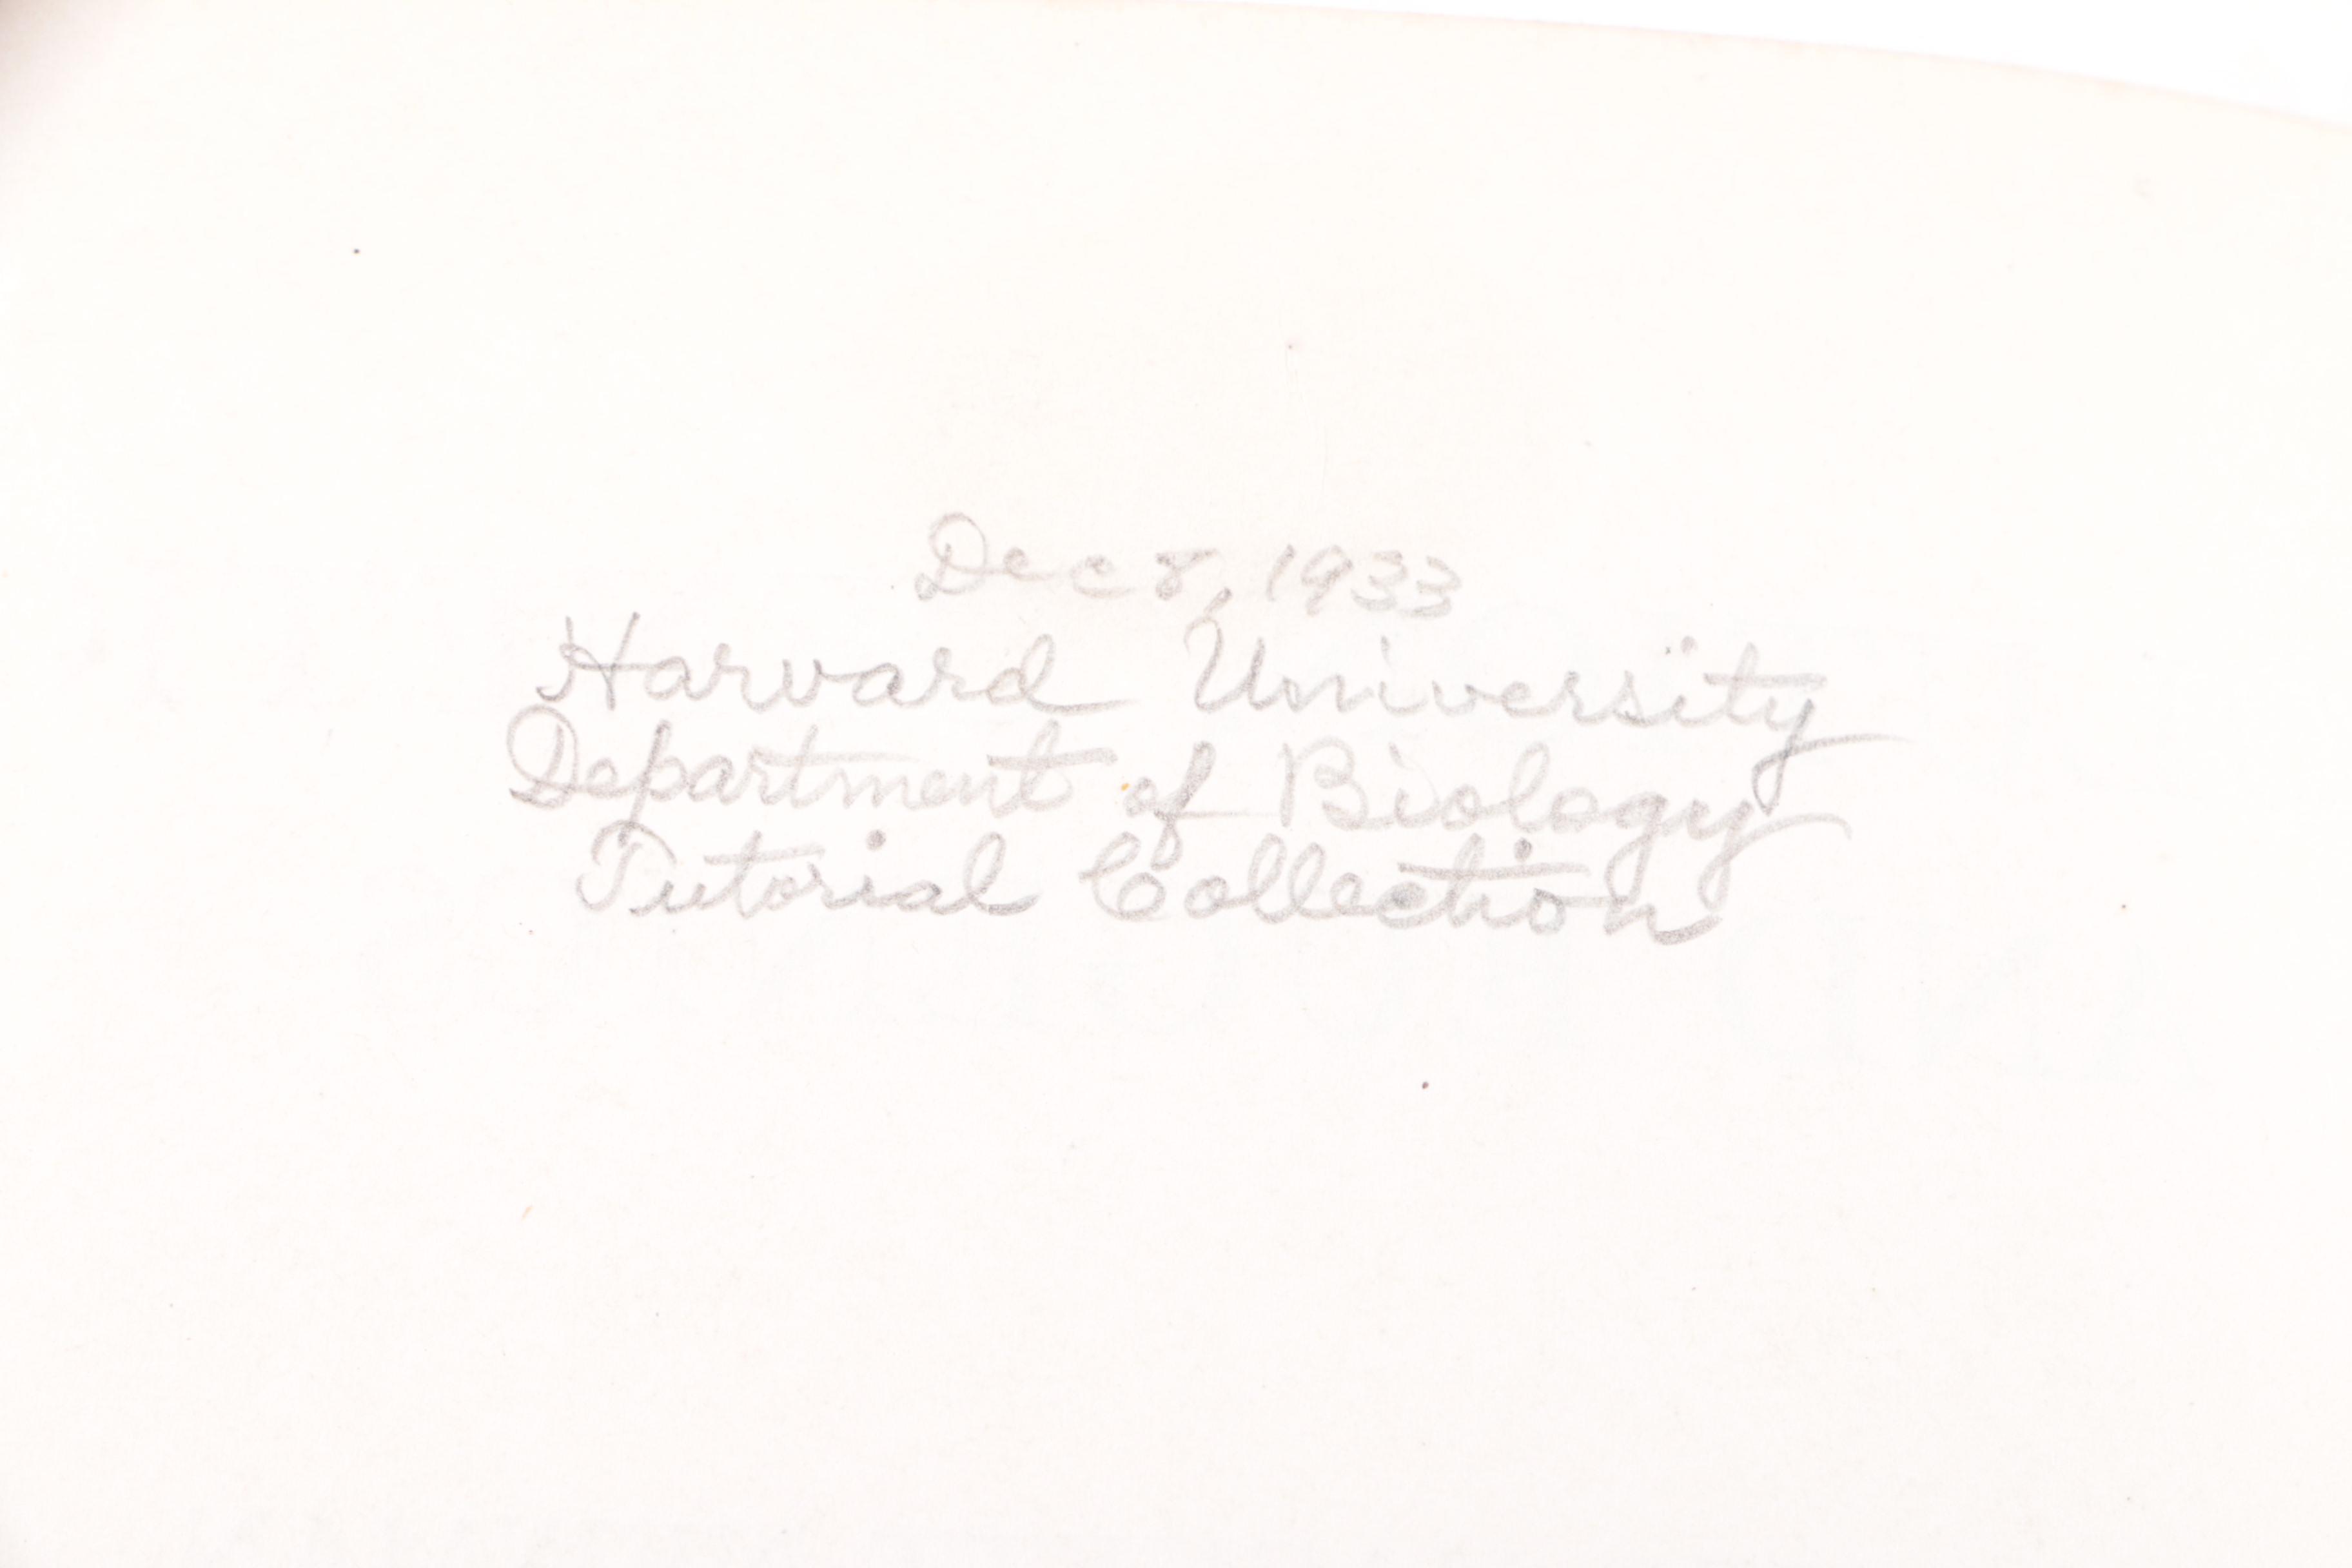 Dec 8, 1933
Harvard University
Department of Biology
Tutorial Collection